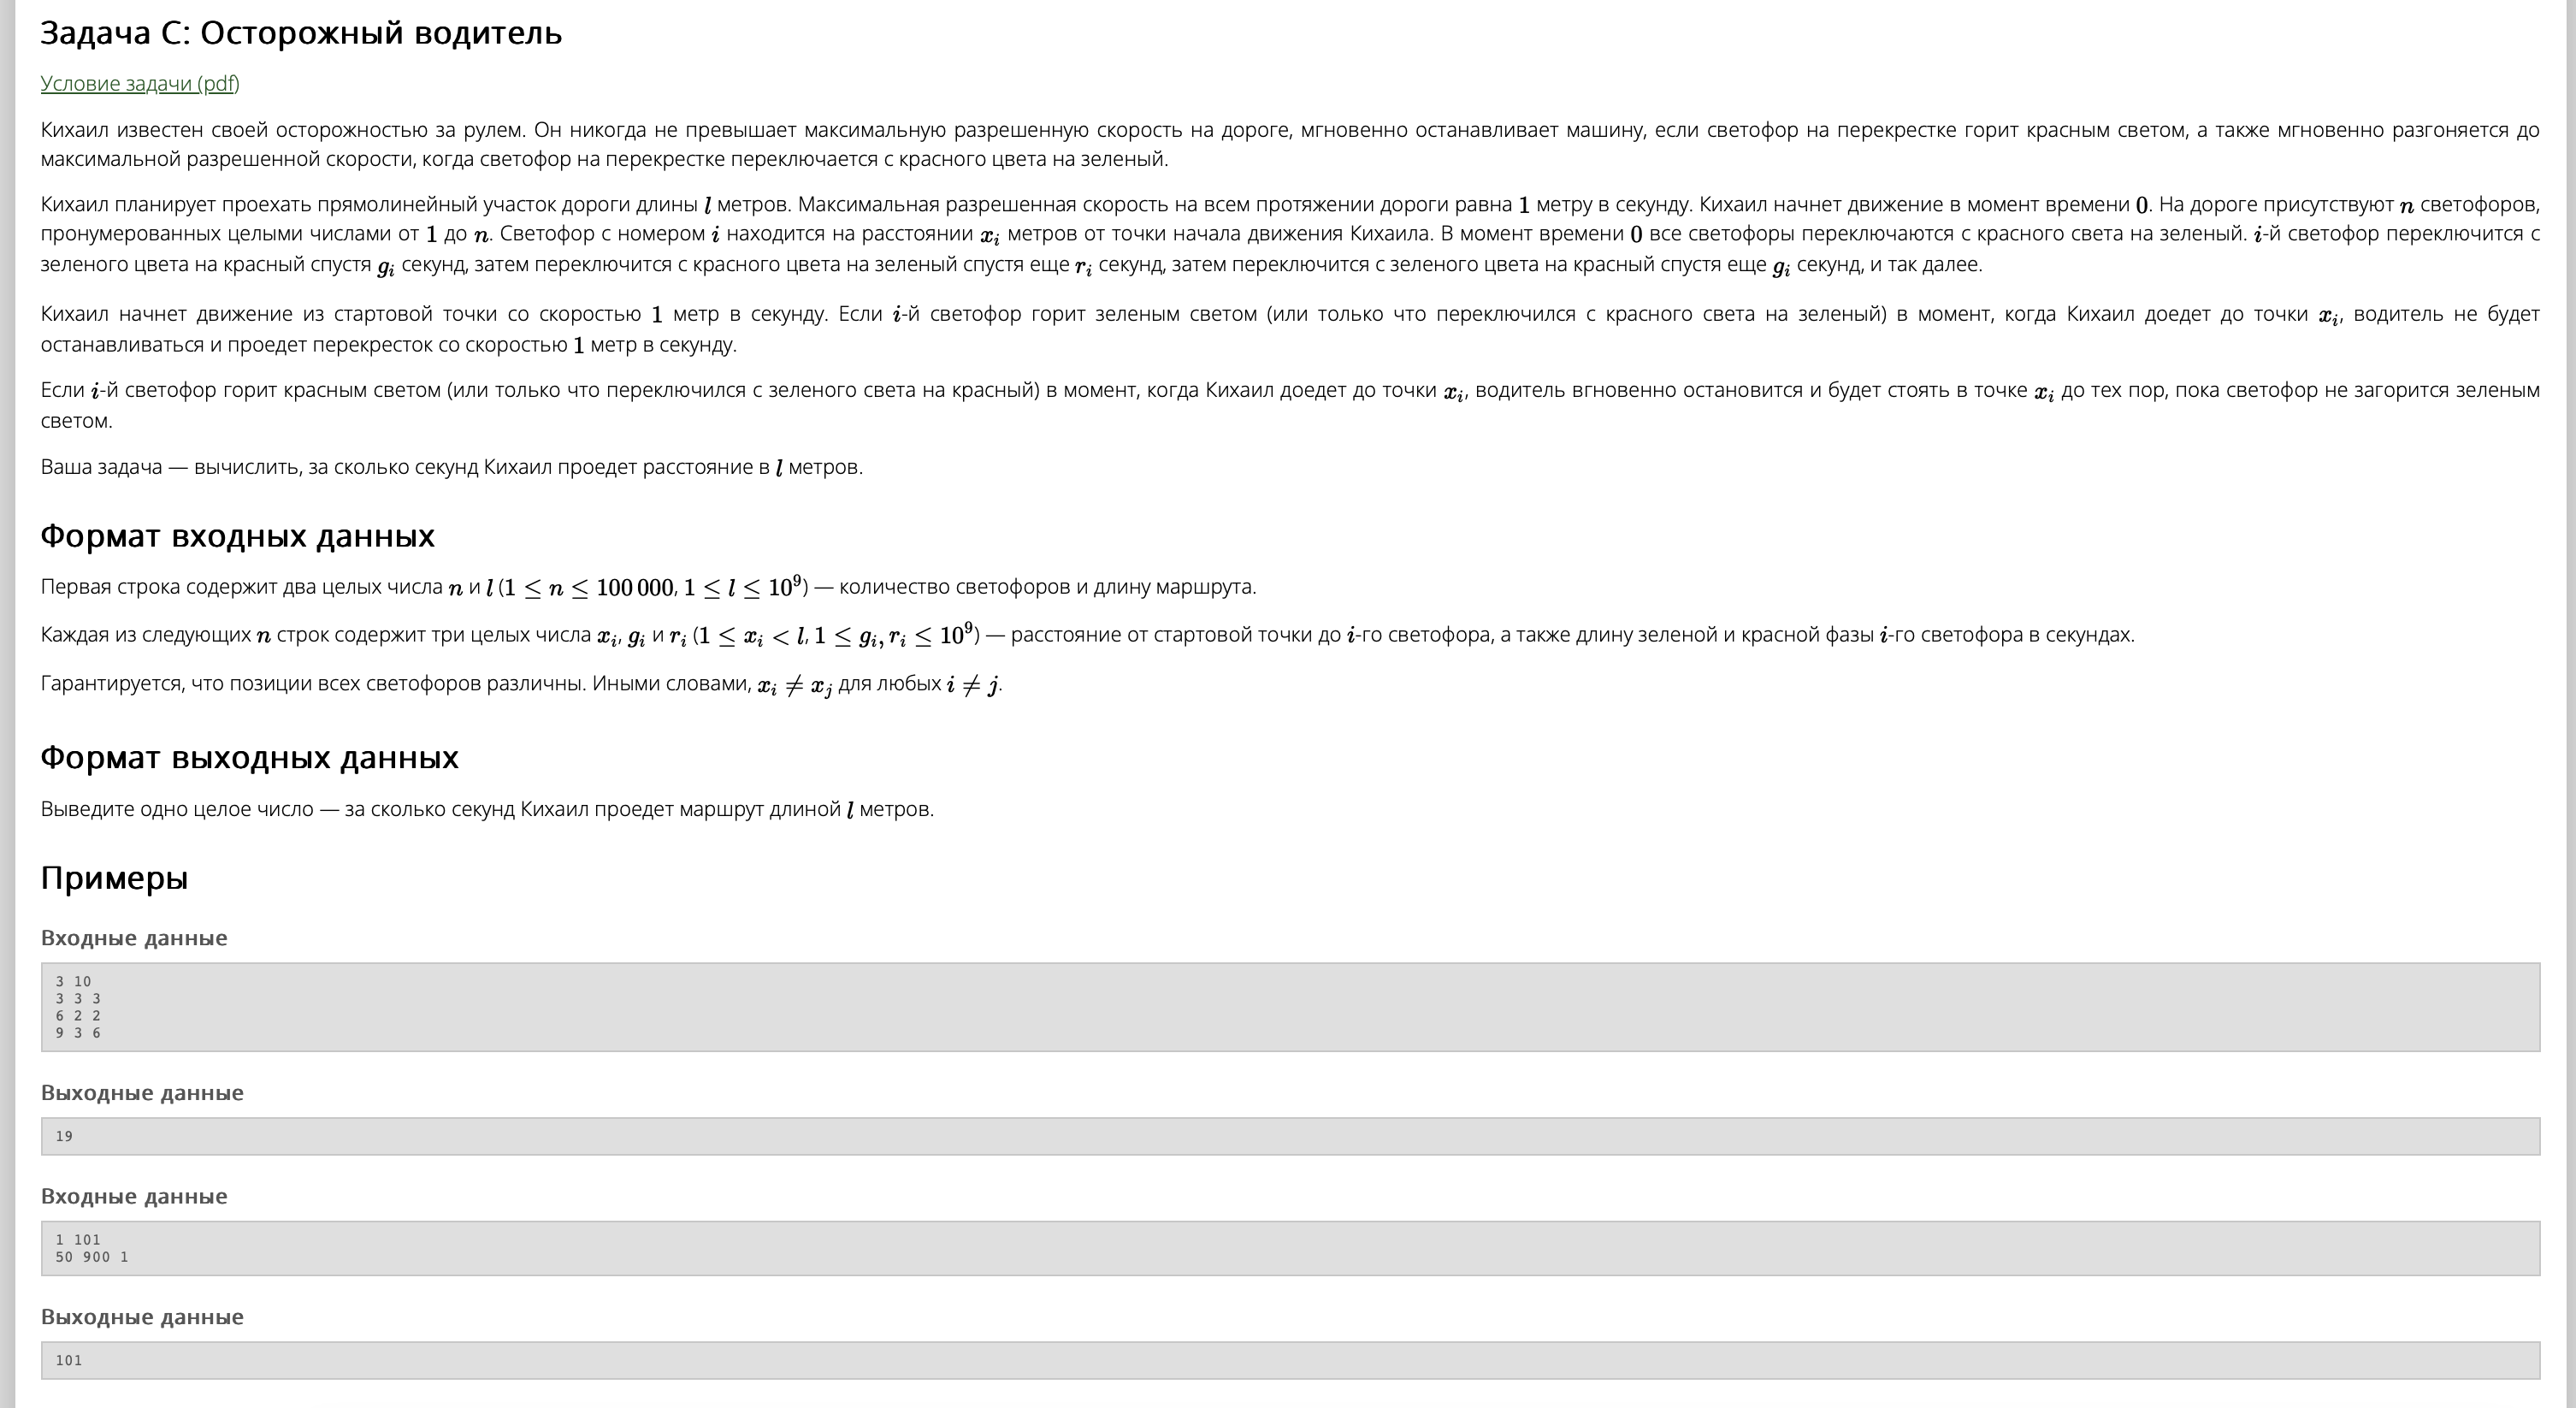 Задача C: Осторожный водитель
Условие задачи (pdf)
Кихаил известен своей осторожностью за рулем. Он никогда не превышает максимальную разрешенную скорость на дороге, мгновенно останавливает машину, если светофор на перекрестке горит красным светом, а также мгновенно разгоняется до
максимальной разрешенной скорости, когда светофор на перекрестке переключается с красного цвета на зеленый.
Кихаил планирует проехать прямолинейный участок дороги длины l метров. Максимальная разрешенная скорость на всем протяжении дороги равна 1 метру в секунду. Кихаил начнет движение в момент времени 0. На дороге присутствуют n светофоров,
пронумерованных целыми числами от 1 до n. Светофор с номером i находится на расстоянии x_i метров от точки начала движения Кихаила. В момент времени 0 все светофоры переключаются с красного света на зеленый. i-й светофор переключится с
зеленого цвета на красный спустя g_i секунд, затем переключится с красного цвета на зеленый спустя еще r_i секунд, затем переключится с зеленого цвета на красный спустя еще g_i секунд, и так далее.
Кихаил начнет движение из стартовой точки со скоростью 1 метр в секунду. Если i-й светофор горит зеленым светом (или только что переключился с красного света на зеленый) в момент, когда Кихаил доедет до точки x_i, водитель не будет
останавливаться и проедет перекресток со скоростью 1 метр в секунду.
Если i-й светофор горит красным светом (или только что переключился с зеленого света на красный) в момент, когда Кихаил доедет до точки x_i, водитель вгновенно остановится и будет стоять в точке x_i до тех пор, пока светофор не загорится зеленым
светом.
Ваша задача — вычислить, за сколько секунд Кихаил проедет расстояние в l метров.
Формат входных данных
Первая строка содержит два целых числа n и l (1 ≤ n ≤ 100 000, 1 ≤ l ≤ 10^9) — количество светофоров и длину маршрута.
Каждая из следующих n строк содержит три целых числа x_i, g_i и r_i (1 ≤ x_i < l, 1 ≤ g_i, r_i ≤ 10^9) — расстояние от стартовой точки до i-го светофора, а также длину зеленой и красной фазы i-го светофора в секундах.
Гарантируется, что позиции всех светофоров различны. Иными словами, x_i ≠ x_j для любых i ≠ j.
Формат выходных данных
Выведите одно целое число — за сколько секунд Кихаил проедет маршрут длиной l метров.
Примеры
Входные данные
3 10
3 3 3
6 2 2
9 3 6
Выходные данные
19
Входные данные
1 101
50 900 1
Выходные данные
101